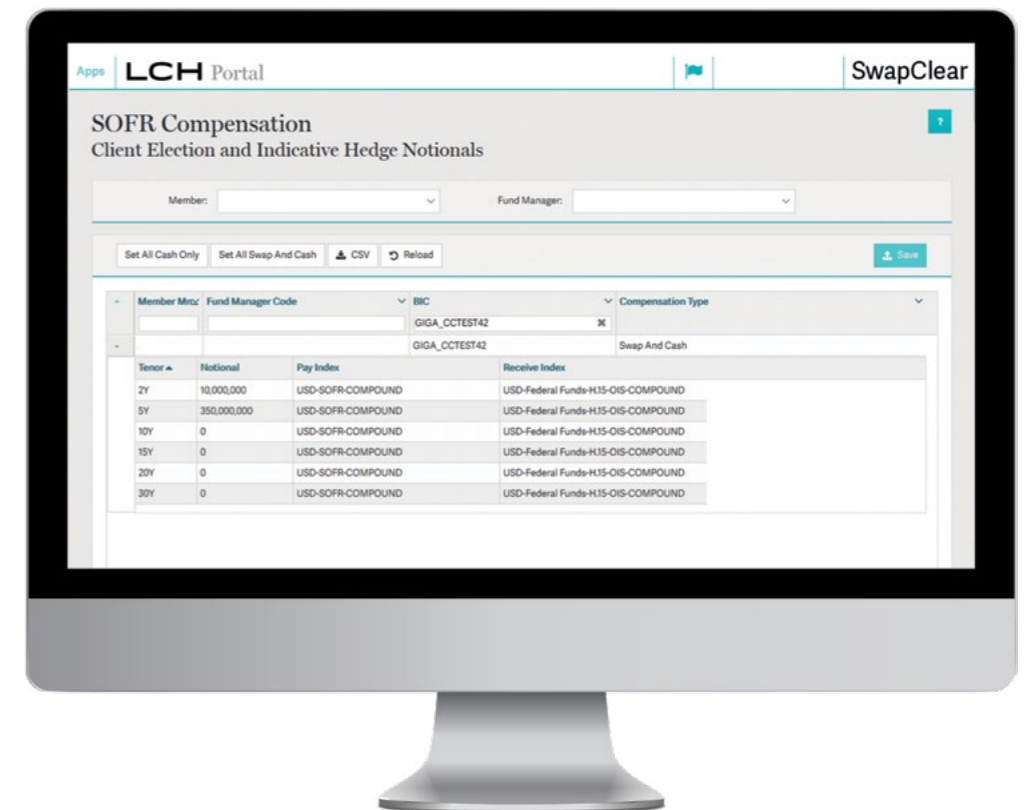 Apps LCH Portal SwapClear
SOFR Compensation ?
Client Election and Indicative Hedge Notionals
Member: Fund Manager:
Set All Cash Only Set All Swap And Cash CSV Reload Save
Member Fund Manager Code BIC Compensation Type
GIGA_CCTEST42
GIGA_CCTEST42 Swap And Cash
Tenor Notional Pay Index Receive Index
2Y 10,000,000 USD-SOFR-COMPOUND USD-Federal Funds-H.15-OIS-COMPOUND
5Y 350,000,000 USD-SOFR-COMPOUND USD-Federal Funds-H.15-OIS-COMPOUND
10Y 0 USD-SOFR-COMPOUND USD-Federal Funds-H.15-OIS-COMPOUND
15Y 0 USD-SOFR-COMPOUND USD-Federal Funds-H.15-OIS-COMPOUND
20Y 0 USD-SOFR-COMPOUND USD-Federal Funds-H.15-OIS-COMPOUND
30Y 0 USD-SOFR-COMPOUND USD-Federal Funds-H.15-OIS-COMPOUND